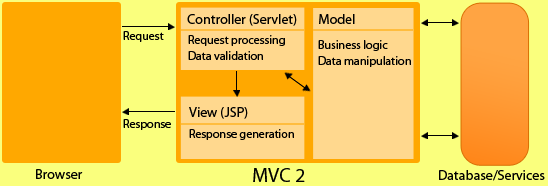 Request
Response
Browser
Controller (Servlet)
Request processing
Data validation
View (JSP)
Response generation
Model
Business logic
Data manipulation
MVC 2
Database/Services